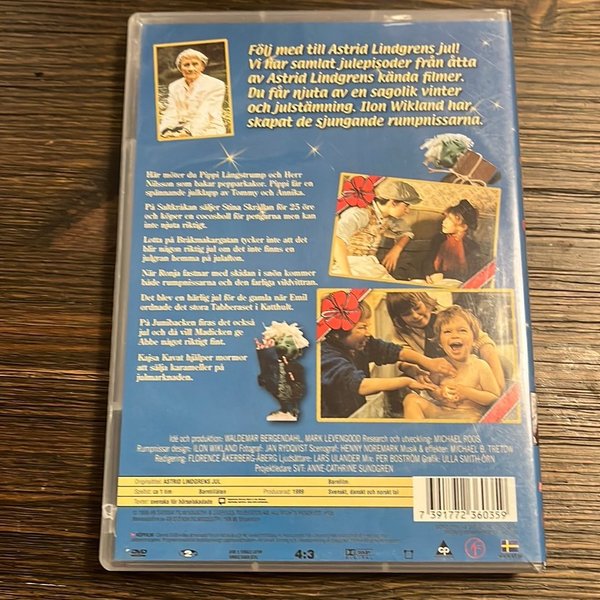 Följ med till Astrid Lindgrens jul!
Vi har samlat julepisoder från åtta
av Astrid Lindgrens kända filmer.
Du får njuta av en sagolik vinter
och julstämning. Ilon Wikland har
skapat de sjungande rumpnissarna.
Här möter du Pippi Långstrump och Herr
Nilsson som bakar pepparkakor. Pippi får en
spännande julklapp av Tommy och Annika.
På Saltkråkan säljer Stina Skrållan för 25 öre
och köper en cocosboll för pengarna men kan
inte njuta riktigt.
Lotta på Bråkmakargatan tycker inte att det
blir någon riktig jul om det inte finns en
julgran hemma på julafton.
När Ronja fastnar med skidan i snön kommer
både rumpnissarna och den farliga vildvittran.
Det blev en härlig jul för de gamla när Emil
ordnade det stora Tabberaset i Katthult.
På Junibacken firas det också
jul och då vill Madicken ge
Abbe något riktigt fint.
Kajsa Kavat hjälper mormor
att sälja karameller på
julmarknaden.
Idé och produktion: WALDEMAR BERGENDAHL, MARK LEVENGOOD Research och utveckling: MICHAEL ROOS
Rumpnissar design: ILON WIKLAND Fotograf: JAN RYDQVIST Scenografi: HENNY NOREMARK Musik & effekter: MICHAEL B. TRETOW
Redigering: FLORENCE ÅKERBERG-ÅBERG Ljudsättare: LARS ULANDER Mix: PER BOSTRÖM Grafik: ULLA SMITH-ÖRN
Projektledare SVT: ANNE-CATHRINE SUNDGREN
Originaltitel: ASTRID LINDGRENS JUL Barnfilm
Speltid: ca 1 tim Barntillåten Producerad: 1999 Svenskt, danskt och norskt tal
Texter: svenska för hörselskadade
7 391772 360359
DVD 2 4:3 DOLBY